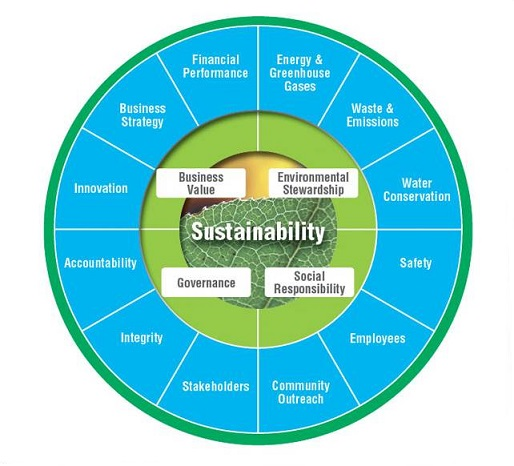 Financial
Performance
Energy &
Greenhouse
Gases
Business
Strategy
Waste &
Emissions
Innovation
Business
Value
Environmental
Stewardship
Water
Conservation
Sustainability
Accountability
Governance
Social
Responsibility
Safety
Integrity
Employees
Stakeholders
Community
Outreach